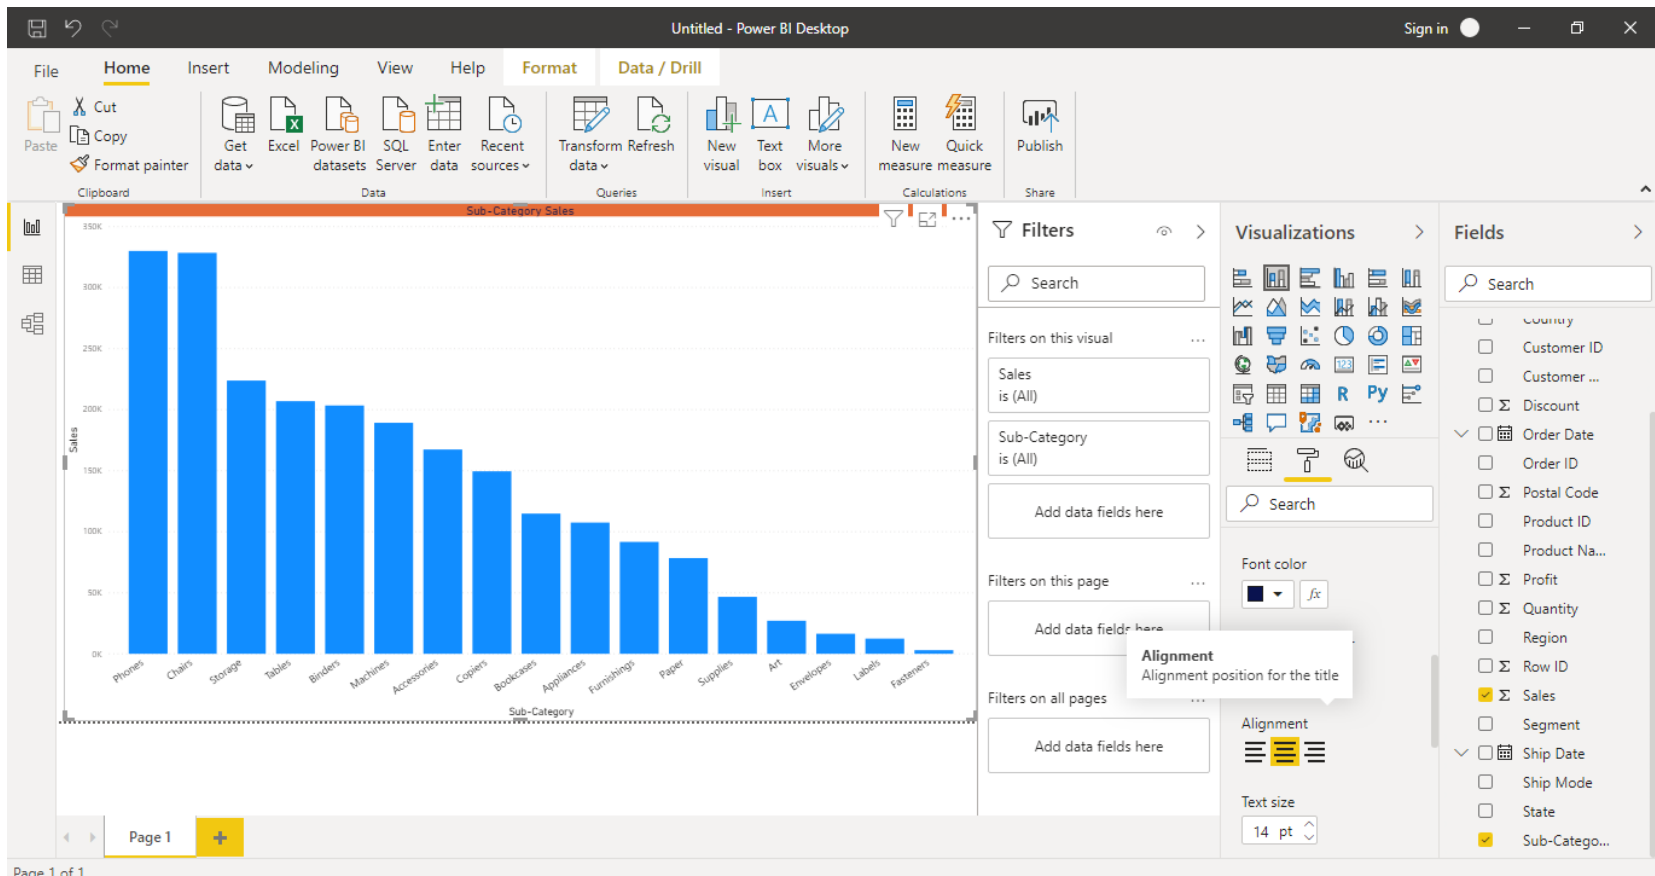 Untitled - Power BI Desktop
Sign in
File
Home
Insert
Modeling
View
Help
Format
Data / Drill
Paste
Cut
Copy
Format painter
Get data
Excel
Power BI datasets
SQL Server
Enter data
Recent sources
Transform data
Refresh
New visual
Text box
More visuals
New measure
Quick measure
Publish
Clipboard
Data
Queries
Insert
Calculations
Share
Sub-Category Sales
350K
300K
250K
200K
150K
100K
50K
0K
Sales
Phones
Chairs
Storage
Tables
Binders
Machines
Accessories
Copiers
Bookcases
Appliances
Furnishings
Paper
Supplies
Art
Envelopes
Labels
Fasteners
Sub-Category
Filters
Search
Filters on this visual
...
Sales
is (All)
Sub-Category
is (All)
Add data fields here
Filters on this page
...
Add data fields here
Filters on all pages
...
Add data fields here
Visualizations
123
R
Py
...
Search
Font color
fx
Alignment
Alignment position for the title
Alignment
Text size
14 pt
Fields
Search
Country
Customer ID
Customer ...
Σ Discount
Order Date
Order ID
Σ Postal Code
Product ID
Product Na...
Σ Profit
Σ Quantity
Region
Σ Row ID
Σ Sales
Segment
Ship Date
Ship Mode
State
Sub-Catego...
Page 1
+
Page 1 of 1